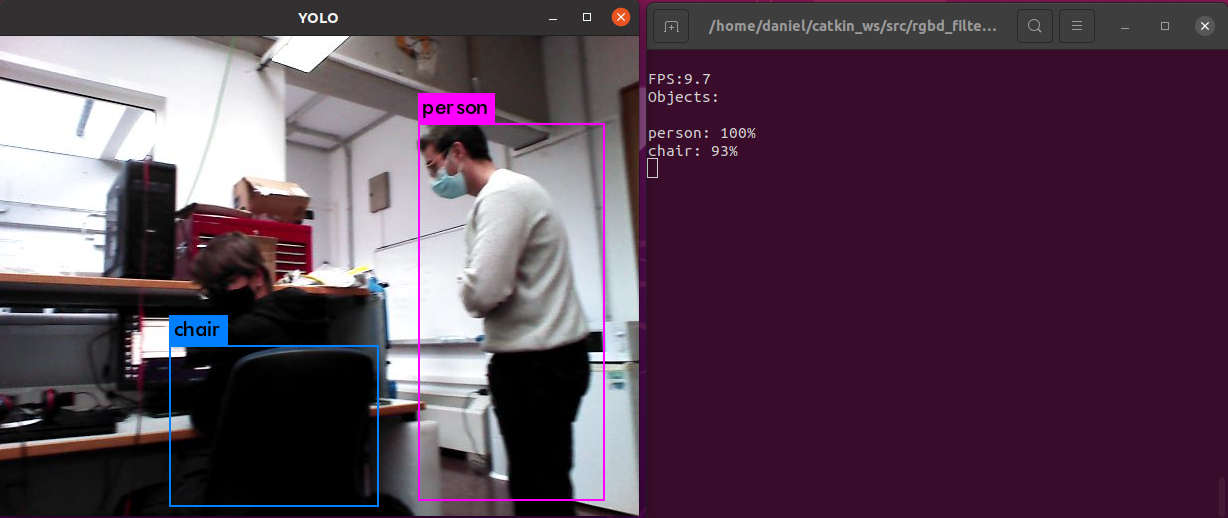 YOLO
person
chair
/home/daniel/catkin_ws/src/rgbd_filte...
FPS:9.7
Objects:
person: 100%
chair: 93%